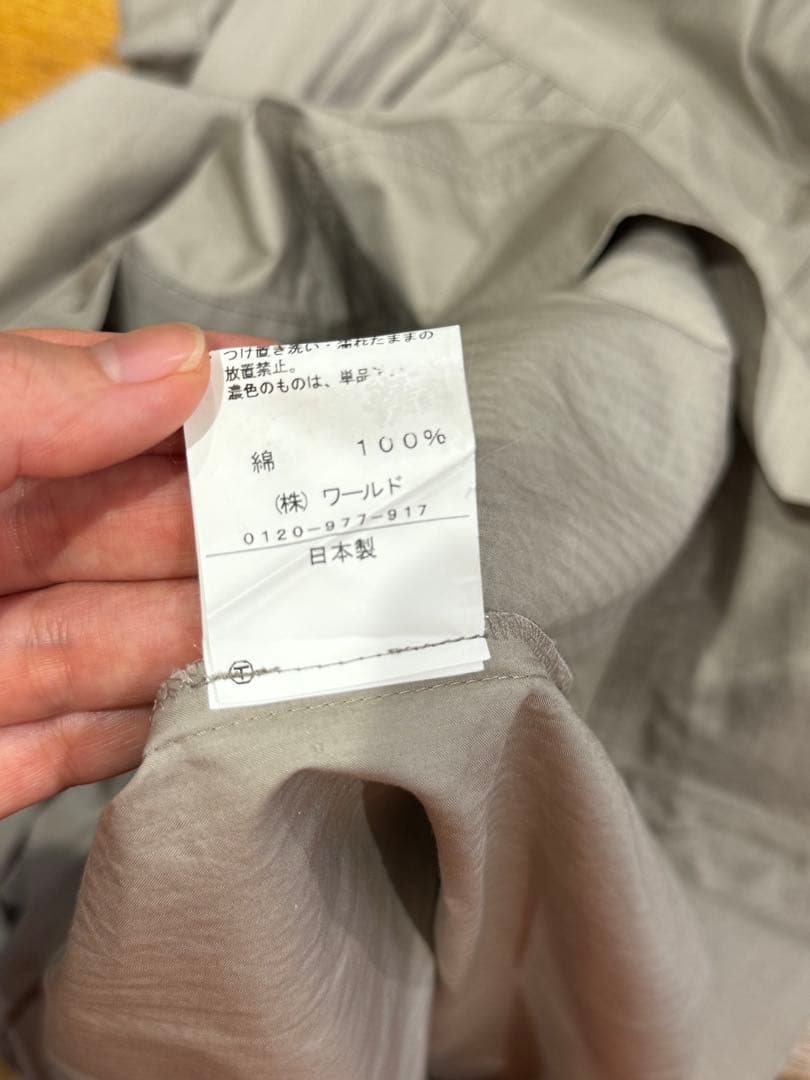 つけ置き洗い・濡れたままの
放置禁止。
濃色のものは、単品
綿 100%
(株)ワールド
0120-977-917
日本製